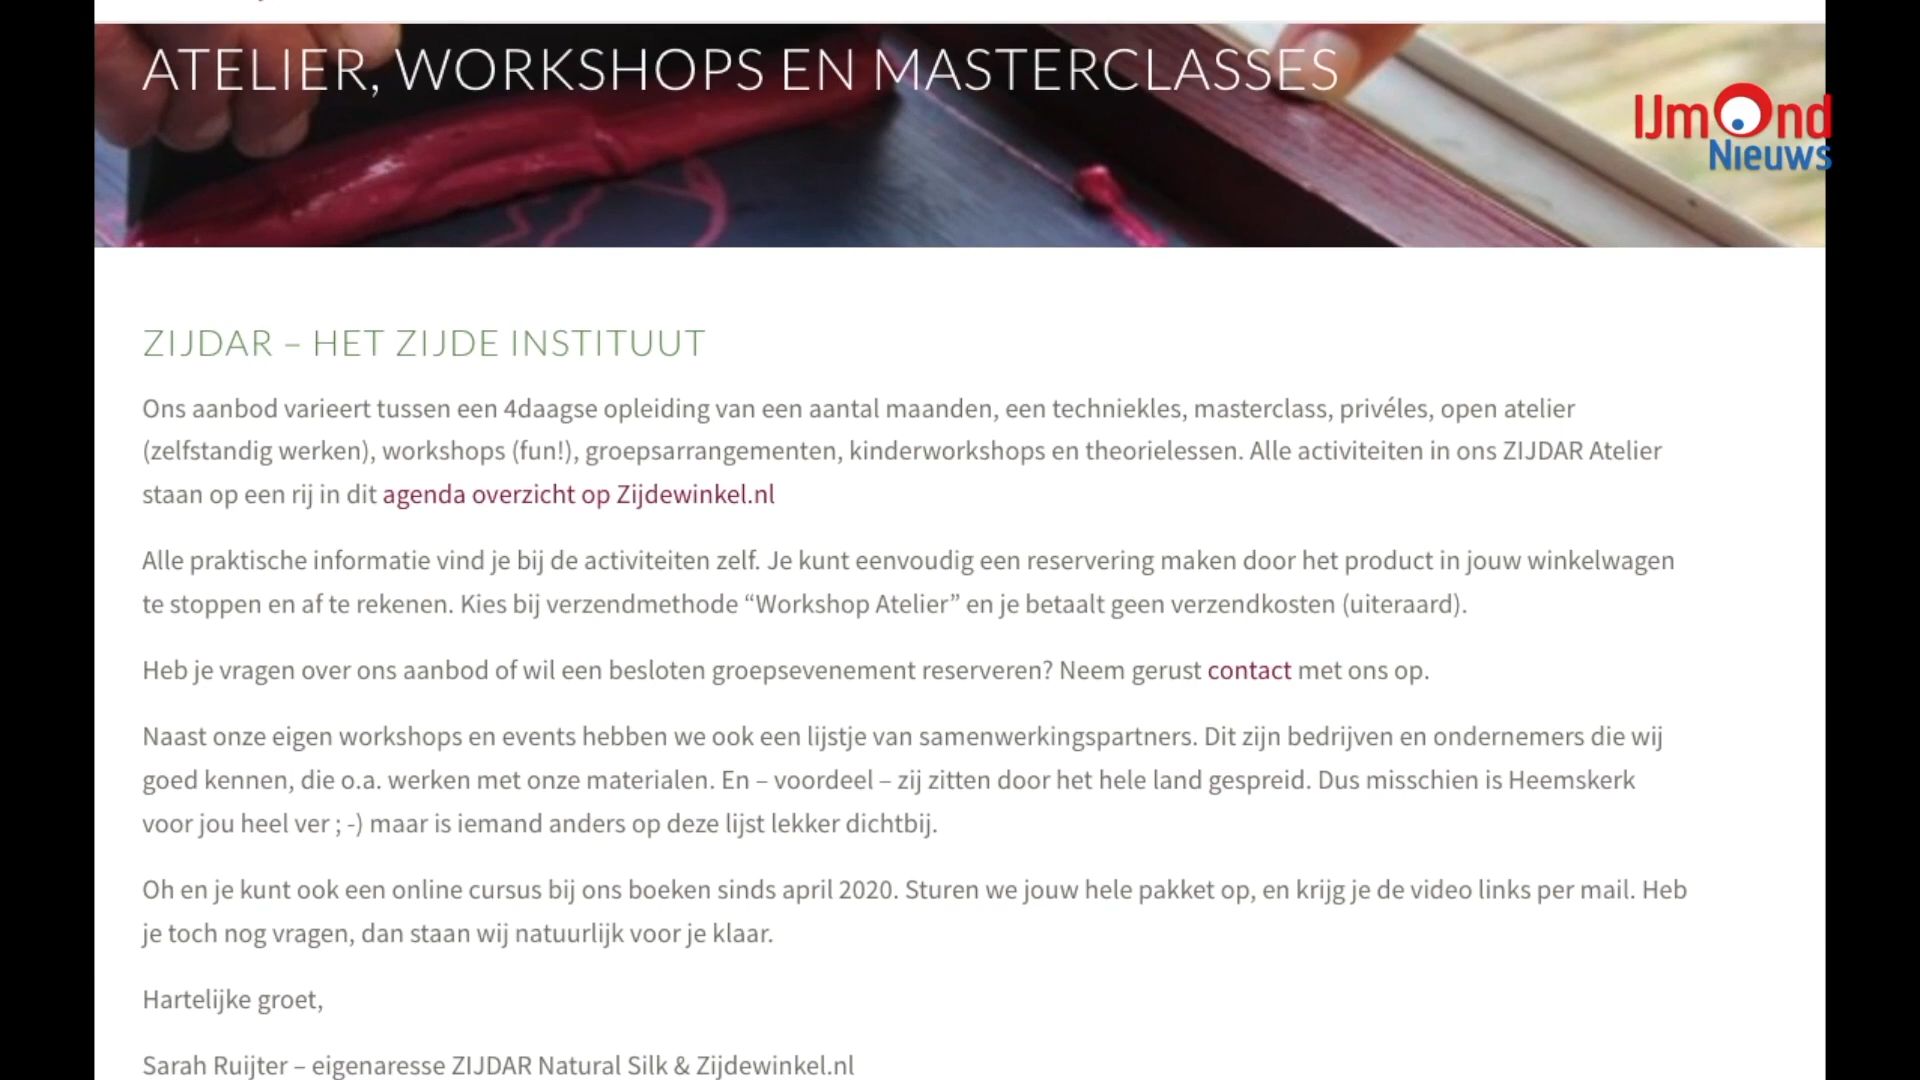 ATELIER, WORKSHOPS EN MASTERCLASSES
IJmond
Nieuws
ZIJDAR – HET ZIJDE INSTITUUT
Ons aanbod varieert tussen een 4daagse opleiding van een aantal maanden, een techniekles, masterclass, privéles, open atelier
(zelfstandig werken), workshops (fun!), groepsarrangementen, kinderworkshops en theorielessen. Alle activiteiten in ons ZIJDAR Atelier
staan op een rij in dit agenda overzicht op Zijdewinkel.nl
Alle praktische informatie vind je bij de activiteiten zelf. Je kunt eenvoudig een reservering maken door het product in jouw winkelwagen
te stoppen en af te rekenen. Kies bij verzendmethode “Workshop Atelier” en je betaalt geen verzendkosten (uiteraard).
Heb je vragen over ons aanbod of wil een besloten groepsevenement reserveren? Neem gerust contact met ons op.
Naast onze eigen workshops en events hebben we ook een lijstje van samenwerkingspartners. Dit zijn bedrijven en ondernemers die wij
goed kennen, die o.a. werken met onze materialen. En – voordeel – zij zitten door het hele land gespreid. Dus misschien is Heemskerk
voor jou heel ver ; -) maar is iemand anders op deze lijst lekker dichtbij.
Oh en je kunt ook een online cursus bij ons boeken sinds april 2020. Sturen we jouw hele pakket op, en krijg je de video links per mail. Heb
je toch nog vragen, dan staan wij natuurlijk voor je klaar.
Hartelijke groet,
Sarah Ruijter – eigenaresse ZIJDAR Natural Silk & Zijdewinkel.nl